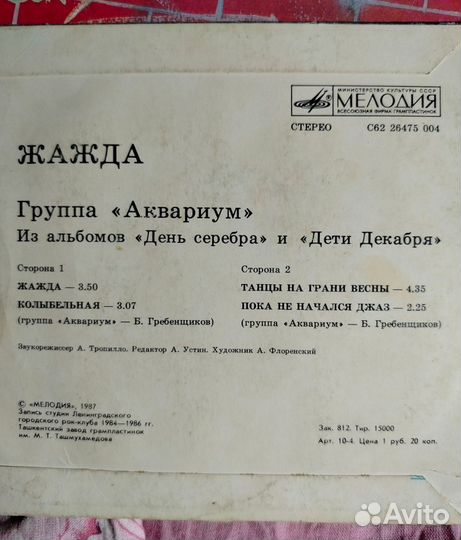 МИНИСТЕРСТВО КУЛЬТУРЫ СССР
МЕЛОДИЯ
ВСЕСОЮЗНАЯ ФИРМА ГРАМПЛАСТИНОК
СТЕРЕО С62 26475 004
ЖАЖДА
Группа «Аквариум»
Из альбомов «День серебра» и «Дети Декабря»
Сторона 1
ЖАЖДА — 3.50
КОЛЫБЕЛЬНАЯ — 3.07
(группа «Аквариум» — Б. Гребенщиков)
Сторона 2
ТАНЦЫ НА ГРАНИ ВЕСНЫ — 4.35
ПОКА НЕ НАЧАЛСЯ ДЖАЗ — 2.25
(группа «Аквариум» — Б. Гребенщиков)
Звукорежиссер А. Тропилло. Редактор А. Устин. Художник А. Флоренский
© «МЕЛОДИЯ», 1987
Запись студии Ленинградского
городского рок-клуба 1984—1986 гг.
Ташкентский завод грампластинок
им. М. Т. Ташмухамедова
Зак. 812. Тир. 15000
Арт. 10-4. Цена 1 руб. 20 коп.
Avito